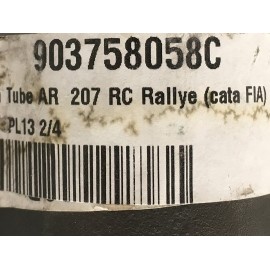 903758058C
Tube AR 207 RC Rallye (cata FIA)
PL13 2/4